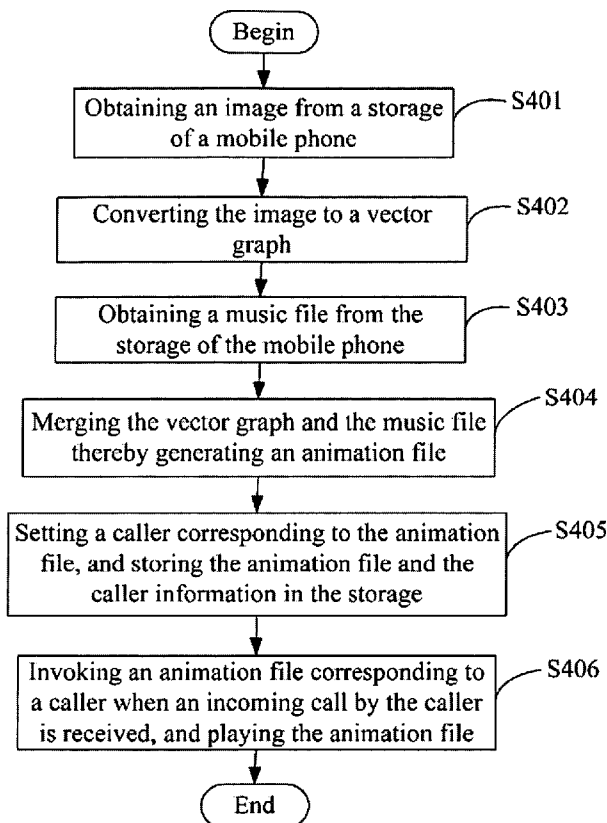 Begin
Obtaining an image from a storage
of a mobile phone
S401
Converting the image to a vector
graph
S402
Obtaining a music file from the
storage of the mobile phone
S403
Merging the vector graph and the music file
thereby generating an animation file
S404
Setting a caller corresponding to the animation
file, and storing the animation file and the
caller information in the storage
S405
Invoking an animation file corresponding to
a caller when an incoming call by the caller
is received, and playing the animation file
S406
End